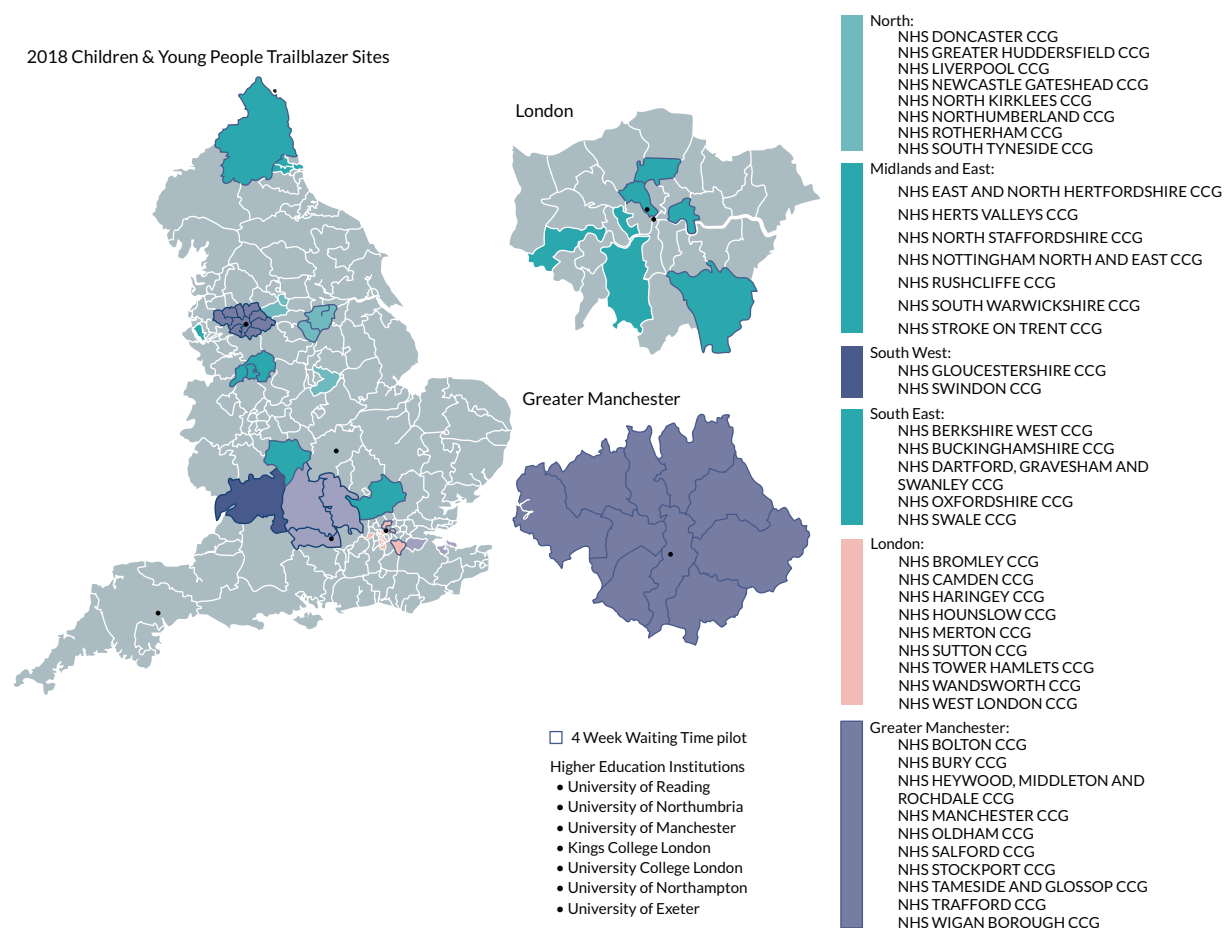 2018 Children & Young People Trailblazer Sites
London
Greater Manchester
4 Week Waiting Time pilot
Higher Education Institutions
• University of Reading
• University of Northumbria
• University of Manchester
• Kings College London
• University College London
• University of Northampton
• University of Exeter
North:
NHS DONCASTER CCG
NHS GREATER HUDDERSFIELD CCG
NHS LIVERPOOL CCG
NHS NEWCASTLE GATESHEAD CCG
NHS NORTH KIRKLEES CCG
NHS NORTHUMBERLAND CCG
NHS ROTHERHAM CCG
NHS SOUTH TYNESIDE CCG
Midlands and East:
NHS EAST AND NORTH HERTFORDSHIRE CCG
NHS HERTS VALLEYS CCG
NHS NORTH STAFFORDSHIRE CCG
NHS NOTTINGHAM NORTH AND EAST CCG
NHS RUSHCLIFFE CCG
NHS SOUTH WARWICKSHIRE CCG
NHS STROKE ON TRENT CCG
South West:
NHS GLOUCESTERSHIRE CCG
NHS SWINDON CCG
South East:
NHS BERKSHIRE WEST CCG
NHS BUCKINGHAMSHIRE CCG
NHS DARTFORD, GRAVESHAM AND
SWANLEY CCG
NHS OXFORDSHIRE CCG
NHS SWALE CCG
London:
NHS BROMLEY CCG
NHS CAMDEN CCG
NHS HARINGEY CCG
NHS HOUNSLOW CCG
NHS MERTON CCG
NHS SUTTON CCG
NHS TOWER HAMLETS CCG
NHS WANDSWORTH CCG
NHS WEST LONDON CCG
Greater Manchester:
NHS BOLTON CCG
NHS BURY CCG
NHS HEYWOOD, MIDDLETON AND
ROCHDALE CCG
NHS MANCHESTER CCG
NHS OLDHAM CCG
NHS SALFORD CCG
NHS STOCKPORT CCG
NHS TAMESIDE AND GLOSSOP CCG
NHS TRAFFORD CCG
NHS WIGAN BOROUGH CCG